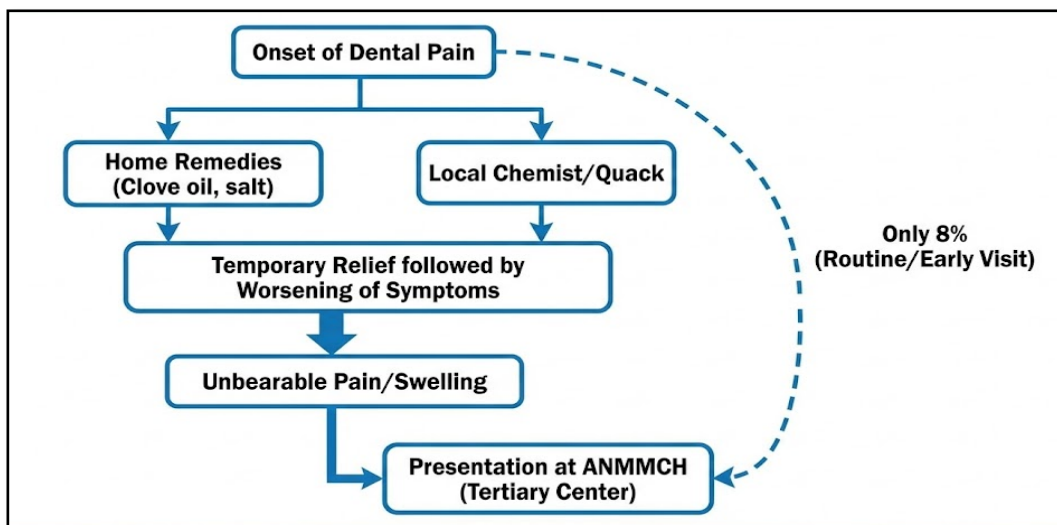 Onset of Dental Pain
Home Remedies
(Clove oil, salt)
Local Chemist/Quack
Only 8%
(Routine/Early Visit)
Temporary Relief followed by
Worsening of Symptoms
Unbearable Pain/Swelling
Presentation at ANMMCH
(Tertiary Center)